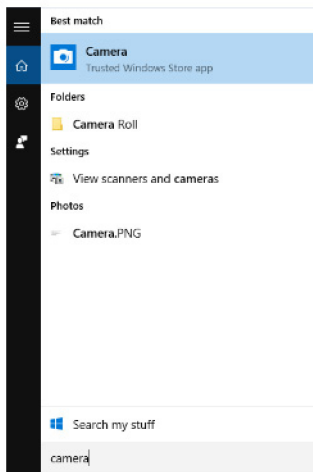 Best match
Camera
Trusted Windows Store app
Folders
Camera Roll
Settings
View scanners and cameras
Photos
Camera.PNG
Search my stuff
camera